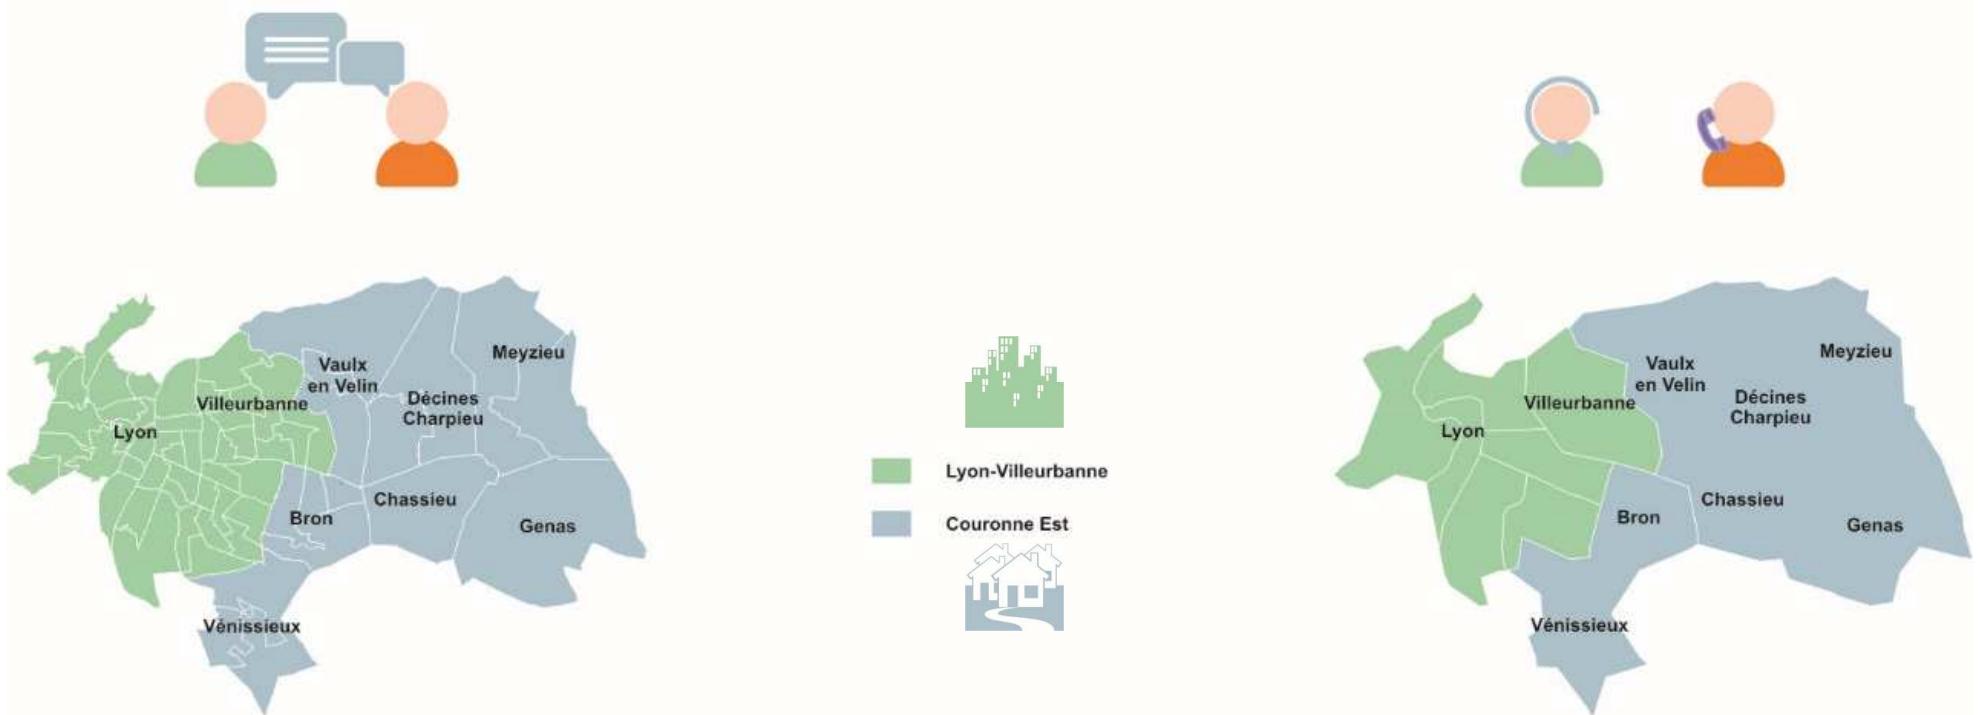 Meyzieu
Vaulx
en Velin
Décines
Charpieu
Villeurbanne
Lyon
Chassieu
Bron
Genas
Vénissieux
Lyon-Villeurbanne
Couronne Est
Meyzieu
Vaulx
en Velin
Décines
Charpieu
Villeurbanne
Lyon
Chassieu
Bron
Genas
Vénissieux